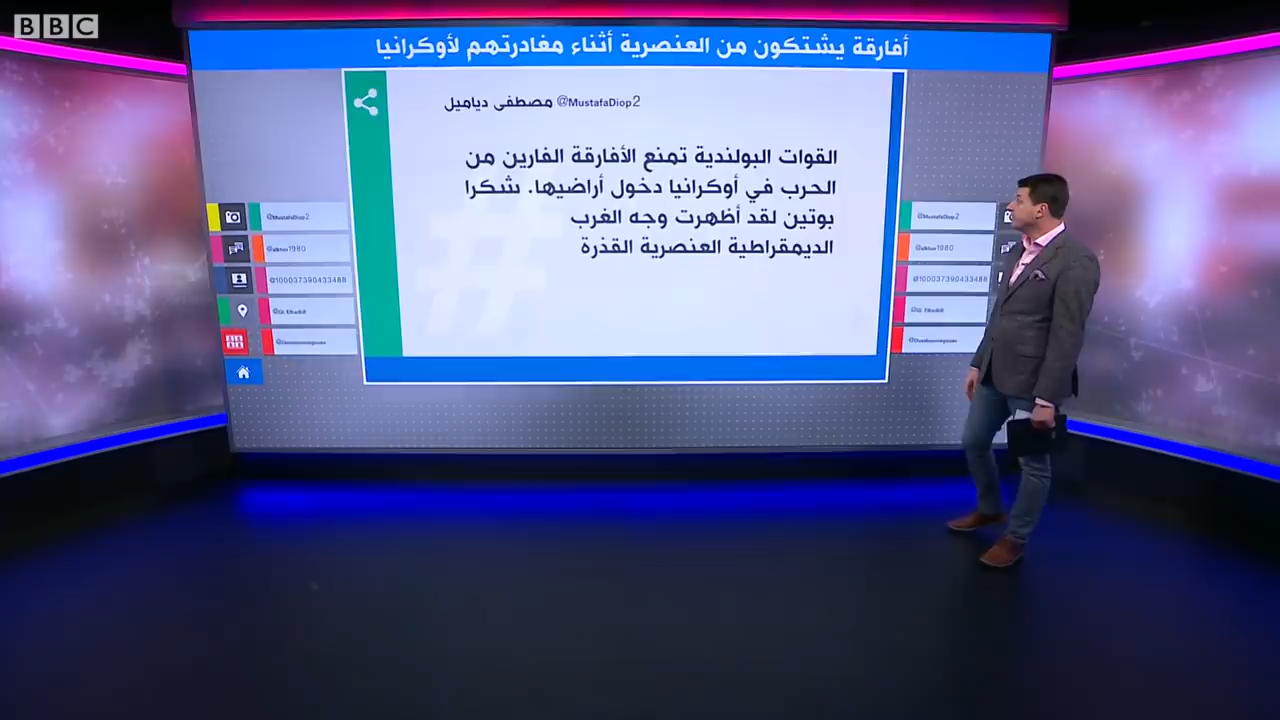 BBC
أفارقة يشتكون من العنصرية أثناء مغادرتهم لأوكرانيا
مصطفى دياميل @MustafaDiop2
القوات البولندية تمنع الأفارقة الفارين من
الحرب في أوكرانيا دخول أراضيها. شكرا
بوتين لقد أظهرت وجه الغرب
الديمقراطية العنصرية القذرة
@MustafaDiop2
@100037390433488
@MustafaDiop2
@100037390433488